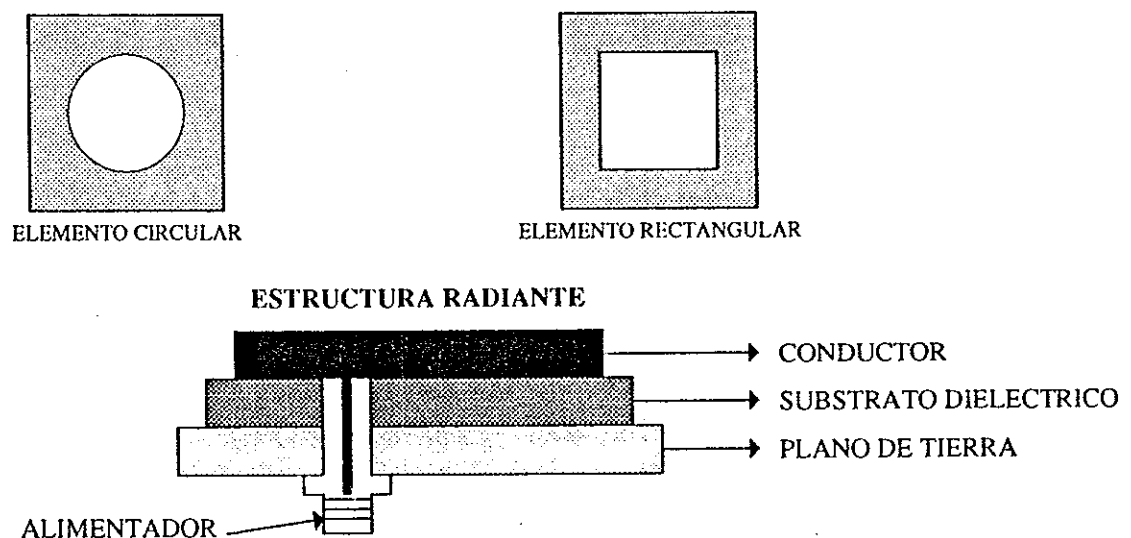 ELEMENTO CIRCULAR
ELEMENTO RECTANGULAR
ESTRUCTURA RADIANTE
CONDUCTOR
SUBSTRATO DIELECTRICO
PLANO DE TIERRA
ALIMENTADOR